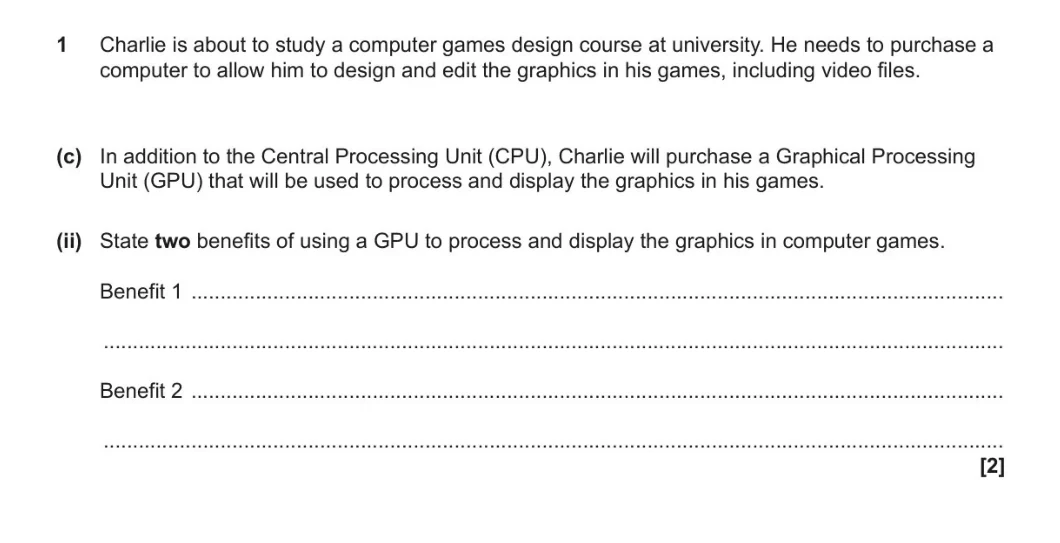 1 Charlie is about to study a computer games design course at university. He needs to purchase a
computer to allow him to design and edit the graphics in his games, including video files.
(c) In addition to the Central Processing Unit (CPU), Charlie will purchase a Graphical Processing
Unit (GPU) that will be used to process and display the graphics in his games.
(ii) State two benefits of using a GPU to process and display the graphics in computer games.
Benefit 1 ....................................................................................................................................
....................................................................................................................................................
Benefit 2 ....................................................................................................................................
....................................................................................................................................................
[2]